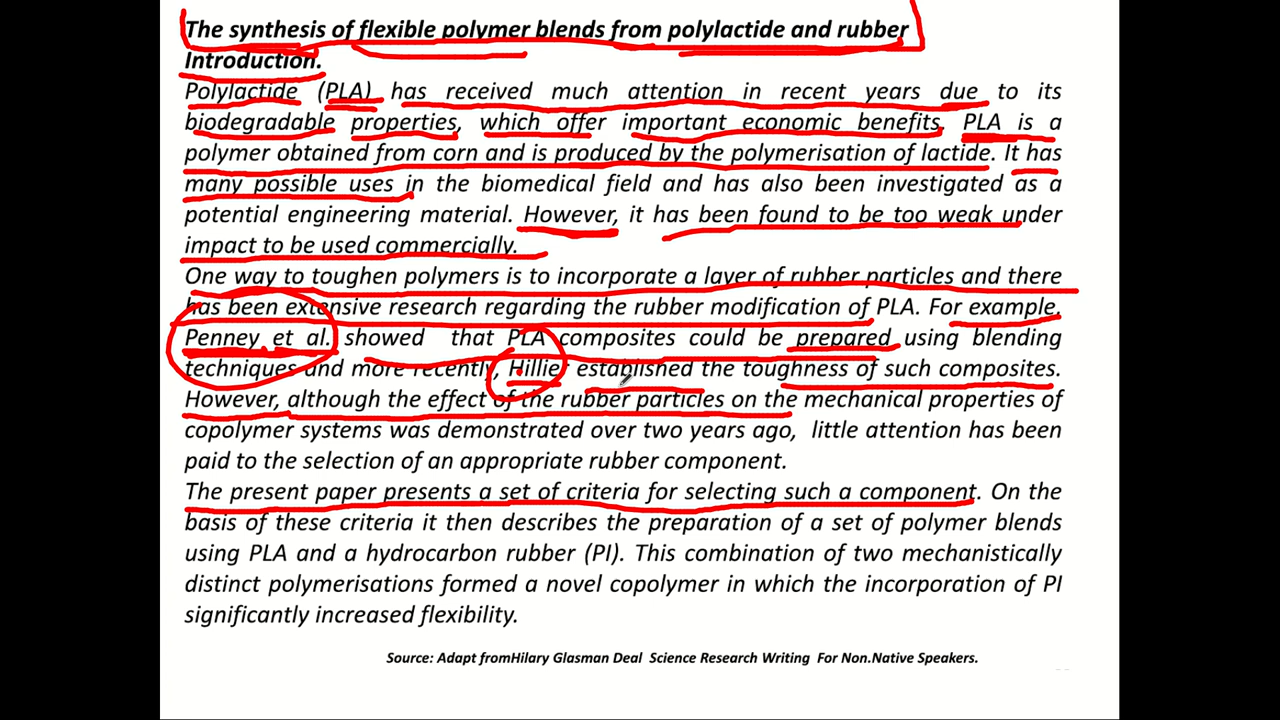 The synthesis of flexible polymer blends from polylactide and rubber
Introduction.
Polylactide (PLA) has received much attention in recent years due to its
biodegradable properties, which offer important economic benefits. PLA is a
polymer obtained from corn and is produced by the polymerisation of lactide. It has
many possible uses in the biomedical field and has also been investigated as a
potential engineering material. However, it has been found to be too weak under
impact to be used commercially.
One way to toughen polymers is to incorporate a layer of rubber particles and there
has been extensive research regarding the rubber modification of PLA. For example,
Penney et al. showed that PLA composites could be prepared using blending
techniques and more recently, Hillier established the toughness of such composites.
However, although the effect of the rubber particles on the mechanical properties of
copolymer systems was demonstrated over two years ago, little attention has been
paid to the selection of an appropriate rubber component.
The present paper presents a set of criteria for selecting such a component. On the
basis of these criteria it then describes the preparation of a set of polymer blends
using PLA and a hydrocarbon rubber (PI). This combination of two mechanistically
distinct polymerisations formed a novel copolymer in which the incorporation of PI
significantly increased flexibility.
Source: Adapt fromHilary Glasman Deal Science Research Writing For Non.Native Speakers.